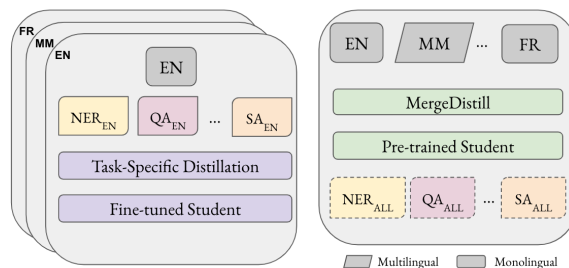 FR
MM
EN
EN
NER_EN QA_EN ... SA_EN
Task-Specific Distillation
Fine-tuned Student
EN MM ... FR
MergeDistill
Pre-trained Student
NER_ALL QA_ALL ... SA_ALL
Multilingual Monolingual